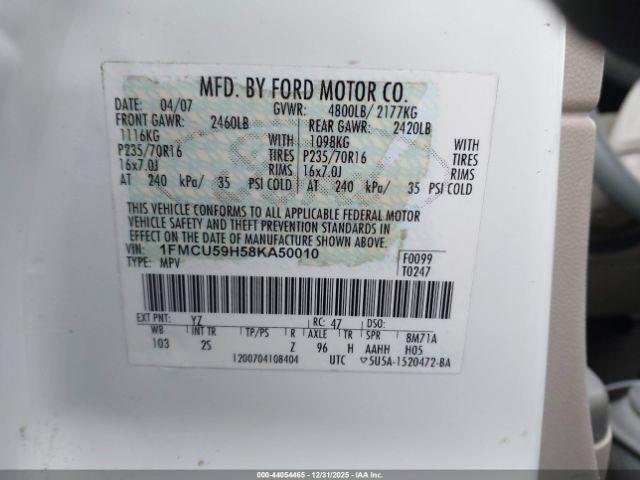 MFD. BY FORD MOTOR CO.
DATE: 04/07 GVWR: 4800LB/ 2177KG
FRONT GAWR: 2460LB REAR GAWR: 2420LB
1116KG WITH 1098KG WITH
P235/70R16 TIRES P235/70R16 TIRES
16x7.0J RIMS 16x7.0J RIMS
AT 240 kPa/ 35 PSI COLD AT 240 kPa/ 35 PSI COLD
THIS VEHICLE CONFORMS TO ALL APPLICABLE FEDERAL MOTOR
VEHICLE SAFETY AND THEFT PREVENTION STANDARDS IN
EFFECT ON THE DATE OF MANUFACTURE SHOWN ABOVE.
VIN: 1FMCU59H58KA50010 F0099
TYPE: MPV T0247
EXT PNT: YZ RC: 47 DSO:
WB INT TR TP/PS R AXLE TR SPR 8M71A
103 2S Z 96 H AAHH H05
1200704108404 UTC ▽5U5A-1520472-BA
000-44054465 - 12/31/2025 - IAA Inc.